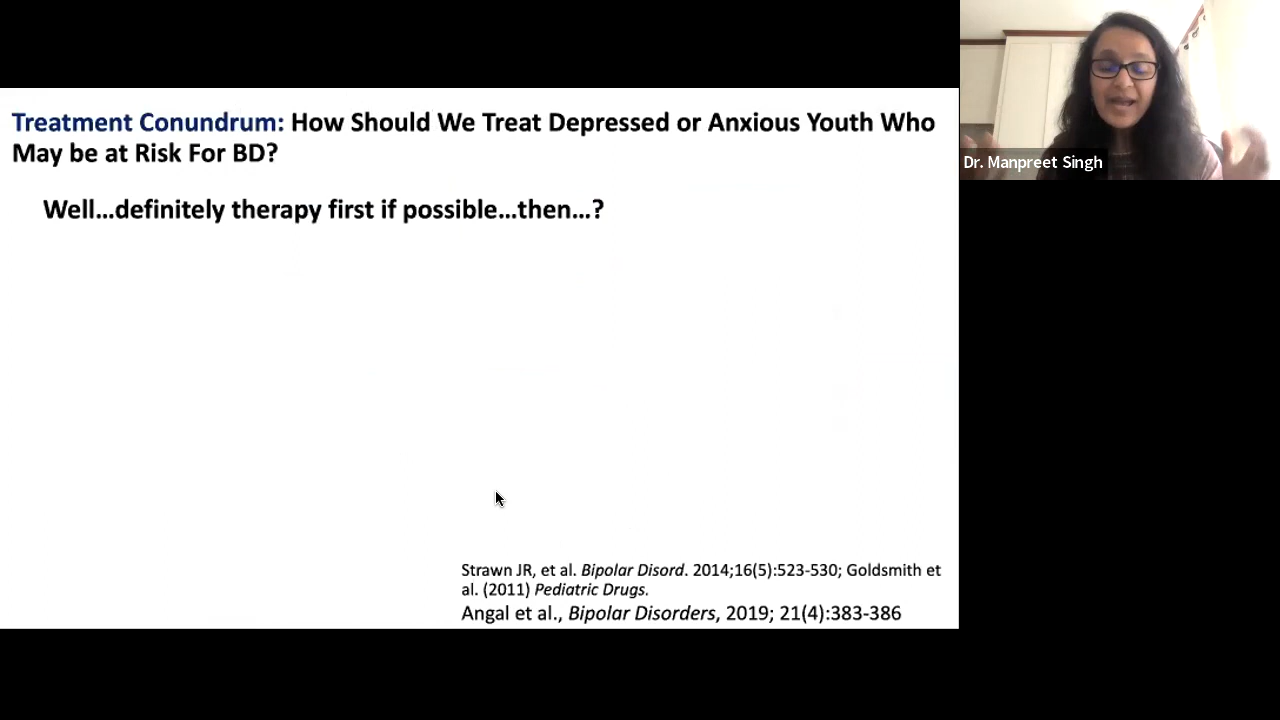 Treatment Conundrum: How Should We Treat Depressed or Anxious Youth Who
May be at Risk For BD?
Well...definitely therapy first if possible...then...?
Strawn JR, et al. Bipolar Disord. 2014;16(5):523-530; Goldsmith et
al. (2011) Pediatric Drugs.
Angal et al., Bipolar Disorders, 2019; 21(4):383-386
Dr. Manpreet Singh